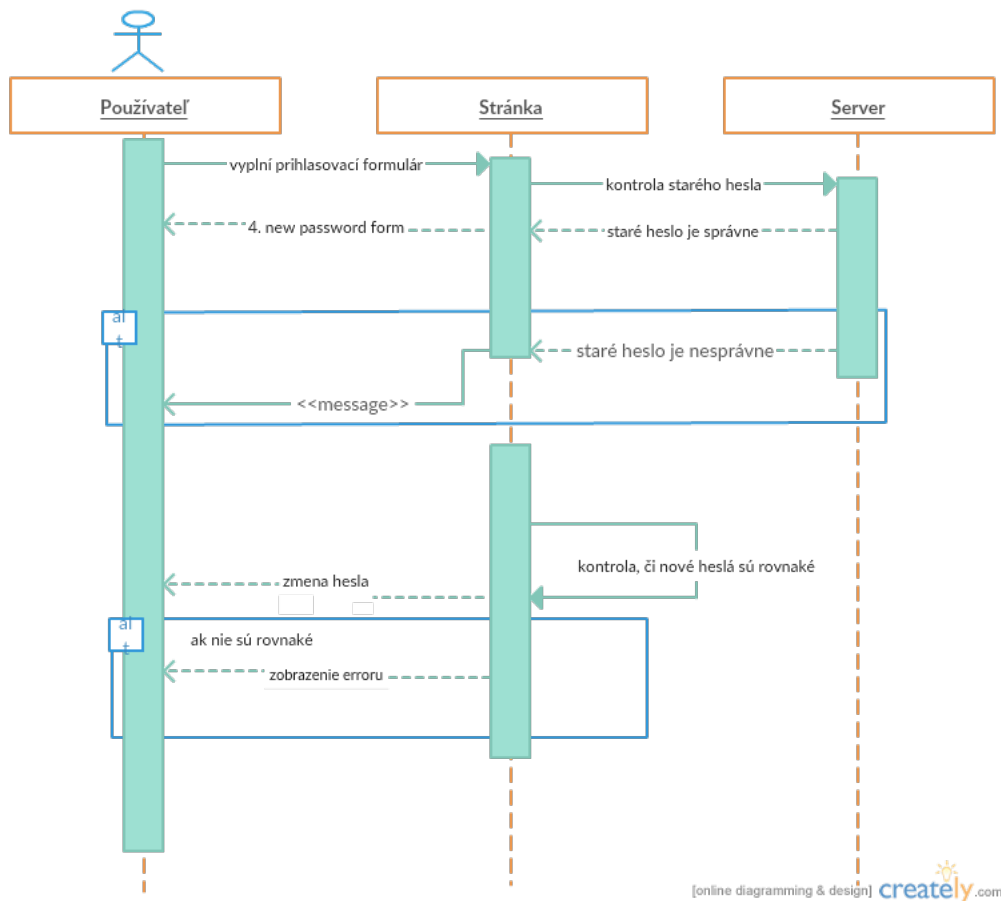 Používateľ
Stránka
Server
vyplní prihlasovací formulár
kontrola starého hesla
4. new password form
staré heslo je správne
al
t
staré heslo je nesprávne
<<message>>
kontrola, či nové heslá sú rovnaké
zmena hesla
al
t
ak nie sú rovnaké
zobrazenie erroru
[online diagramming & design] creately.com